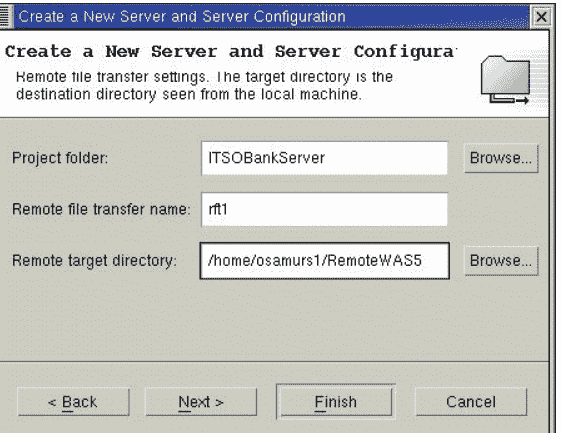 Create a New Server and Server Configuration
Create a New Server and Server Configura
Remote file transfer settings. The target directory is the
destination directory seen from the local machine.
Project folder:
ITSOBankServer
Browse...
Remote file transfer name:
rft1
Remote target directory:
/home/osamurs1/RemoteWAS5
Browse...
< Back
Next >
Finish
Cancel